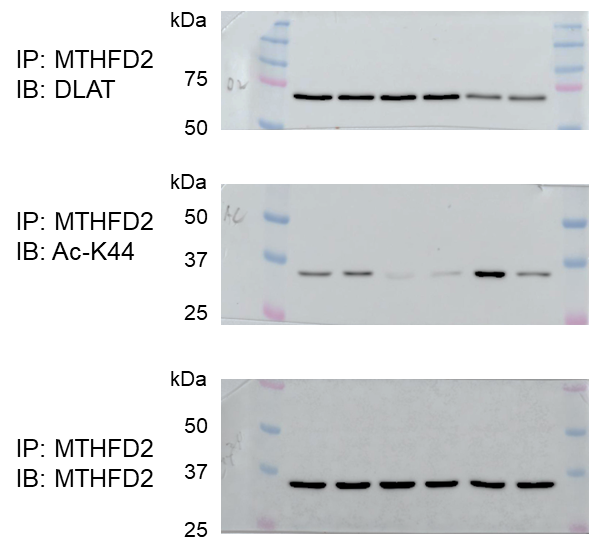 kDa
IP: MTHFD2
IB: DLAT
75
50
kDa
IP: MTHFD2
IB: Ac-K44
50
37
25
kDa
IP: MTHFD2
IB: MTHFD2
50
37
25